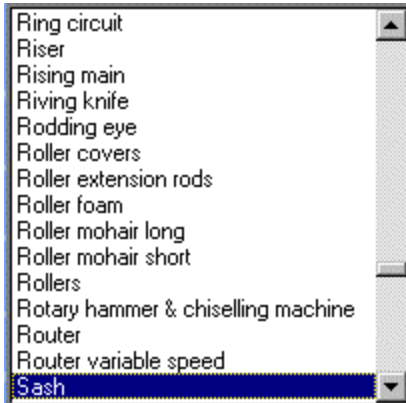 Ring circuit
Riser
Rising main
Riving knife
Rodding eye
Roller covers
Roller extension rods
Roller foam
Roller mohair long
Roller mohair short
Rollers
Rotary hammer & chiselling machine
Router
Router variable speed
Sash